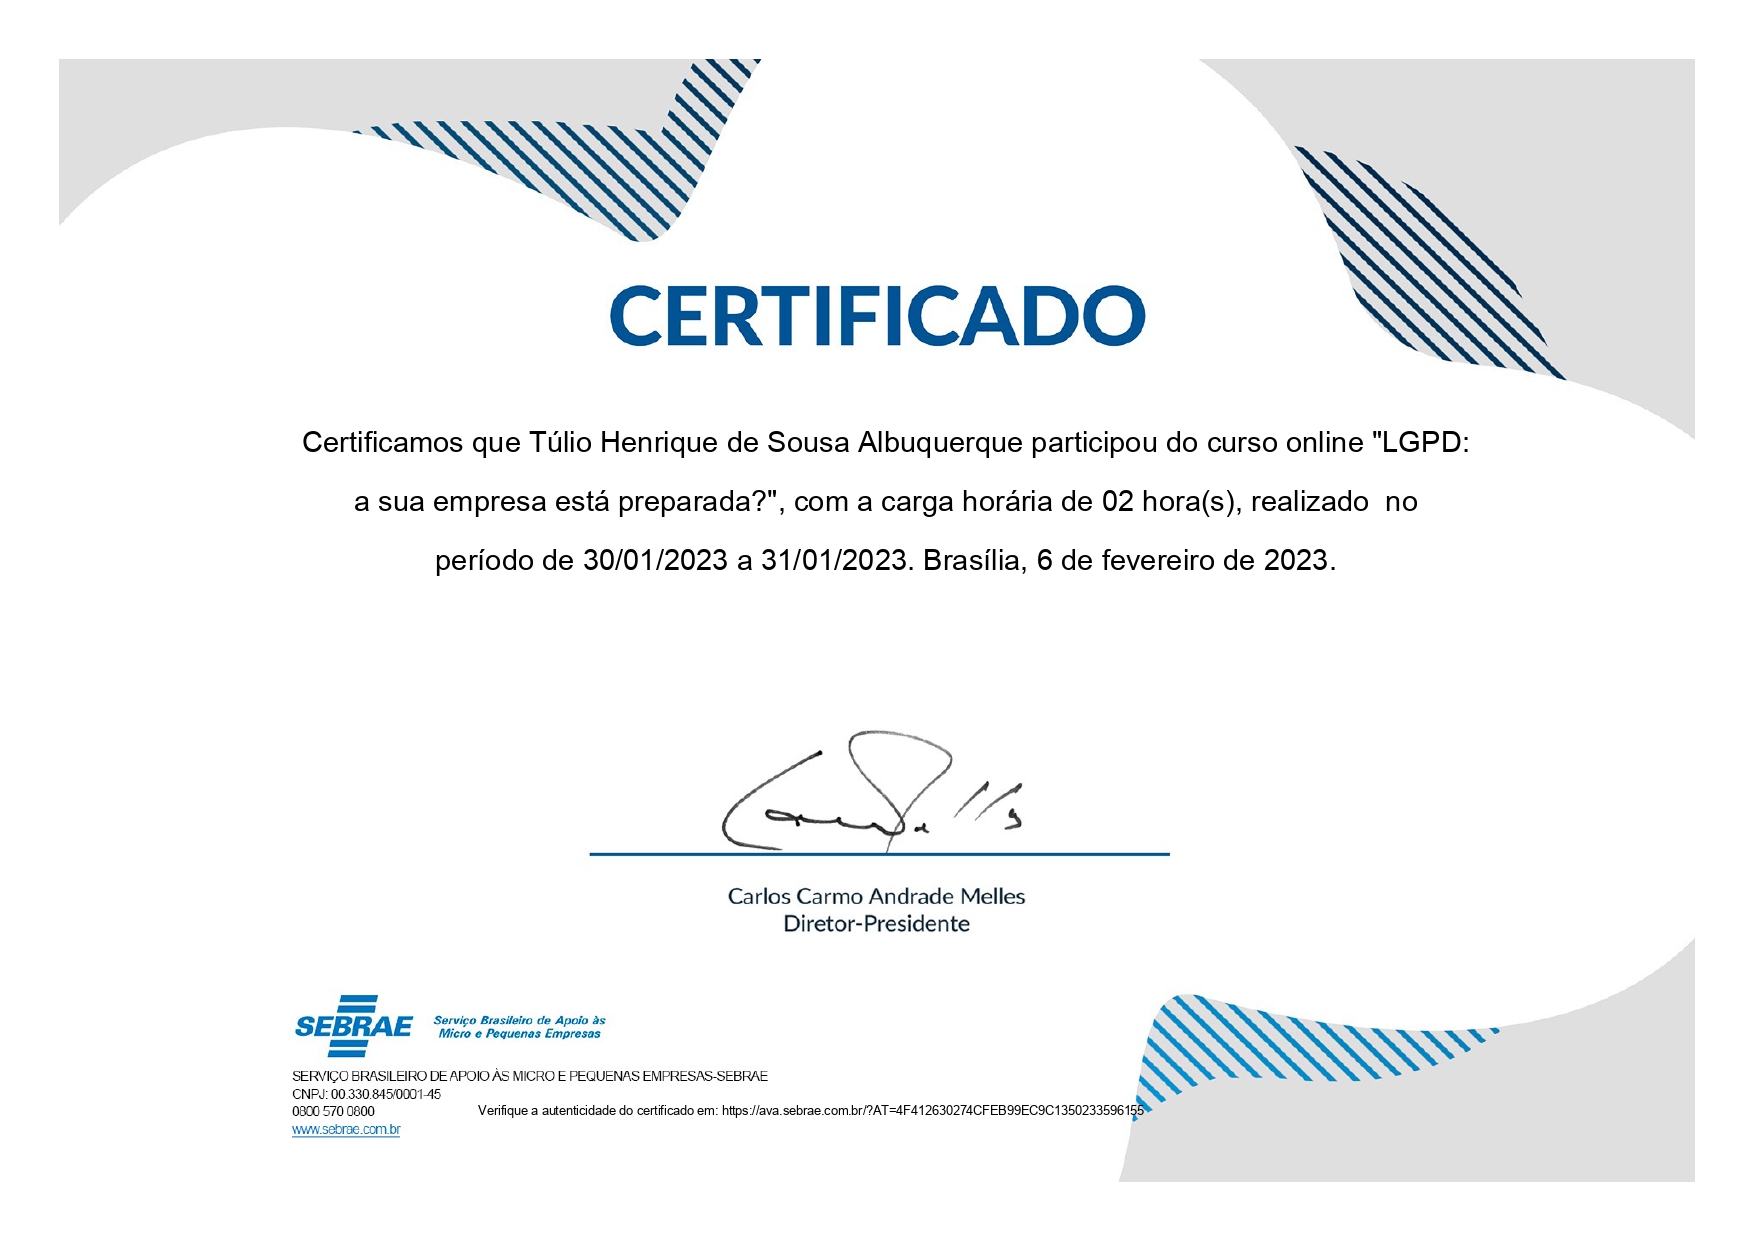 CERTIFICADO
Certificamos que Túlio Henrique de Sousa Albuquerque participou do curso online "LGPD:
a sua empresa está preparada?", com a carga horária de 02 hora(s), realizado  no
período de 30/01/2023 a 31/01/2023. Brasília, 6 de fevereiro de 2023.
Carlos Carmo Andrade Melles
Diretor-Presidente
SEBRAE
Serviço Brasileiro de Apoio às
Micro e Pequenas Empresas
SERVIÇO BRASILEIRO DE APOIO ÀS MICRO E PEQUENAS EMPRESAS-SEBRAE
CNPJ: 00.330.845/0001-45
0800 570 0800
Verifique a autenticidade do certificado em: https://ava.sebrae.com.br/?AT=4F412630274CFEB99EC9C1350233596155
www.sebrae.com.br